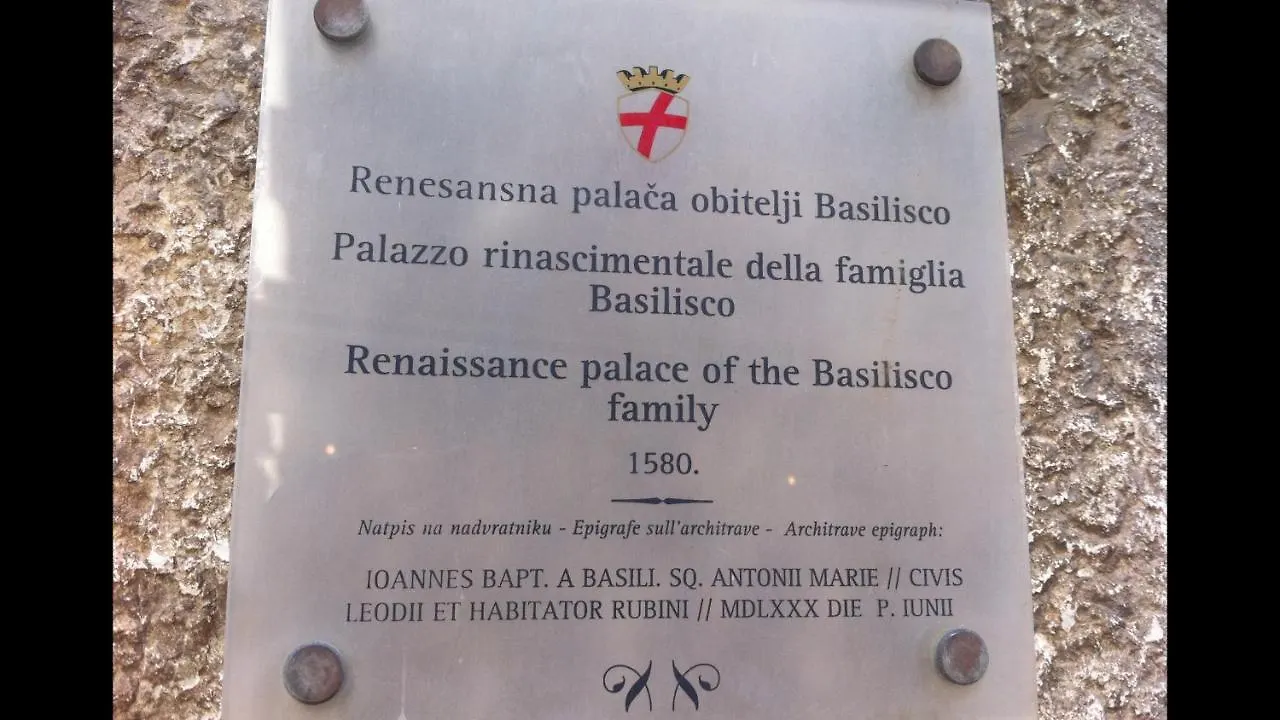 Renesansna palača obitelji Basilisco
Palazzo rinascimentale della famiglia
Basilisco
Renaissance palace of the Basilisco
family
1580.
Natpis na nadvratniku - Epigrafe sull'architrave - Architrave epigraph:
IOANNES BAPT. A BASILI. SQ. ANTONII MARIE // CIVIS
LEODII ET HABITATOR RUBINI // MDLXXX DIE P. IUNII